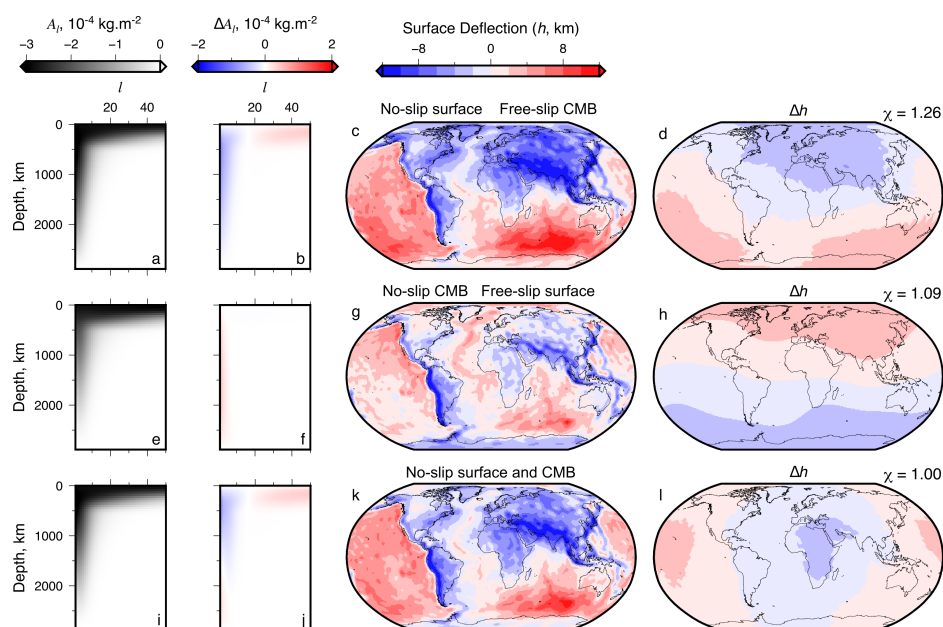 A_l, 10⁻⁴ kg.m⁻² ΔA_l, 10⁻⁴ kg.m⁻² Surface Deflection (h, km)
−3 −2 −1 0 −2 0 2 −8 0 8
l l
20 40 20 40
No-slip surface Free-slip CMB Δh χ = 1.26
Depth, km
0
1000
2000
a b c d
No-slip CMB Free-slip surface Δh χ = 1.09
Depth, km
0
1000
2000
e f g h
No-slip surface and CMB Δh χ = 1.00
Depth, km
0
1000
2000
i j k l